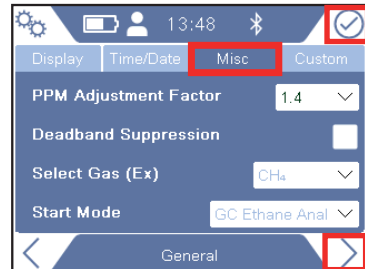 13:48
Display Time/Date Misc Custom
PPM Adjustment Factor 1.4
Deadband Suppression
Select Gas (Ex) CH₄
Start Mode GC Ethane Anal
General